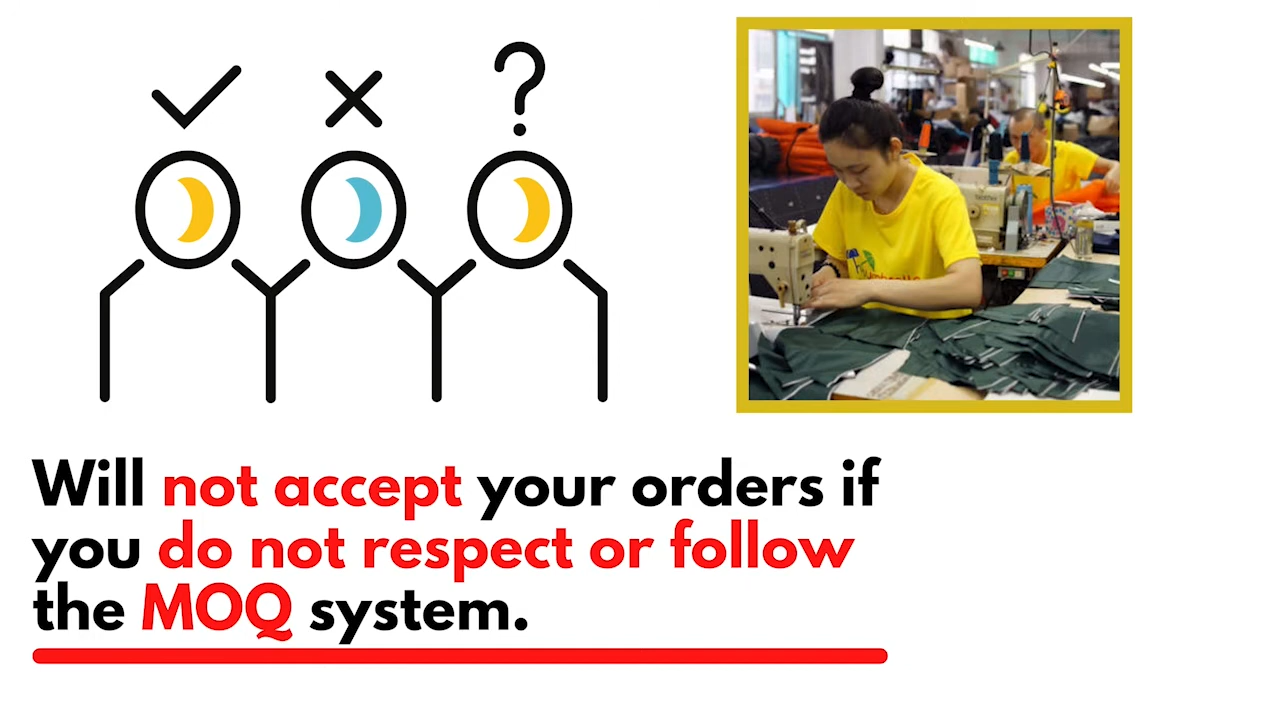 Will not accept your orders if
you do not respect or follow
the MOQ system.